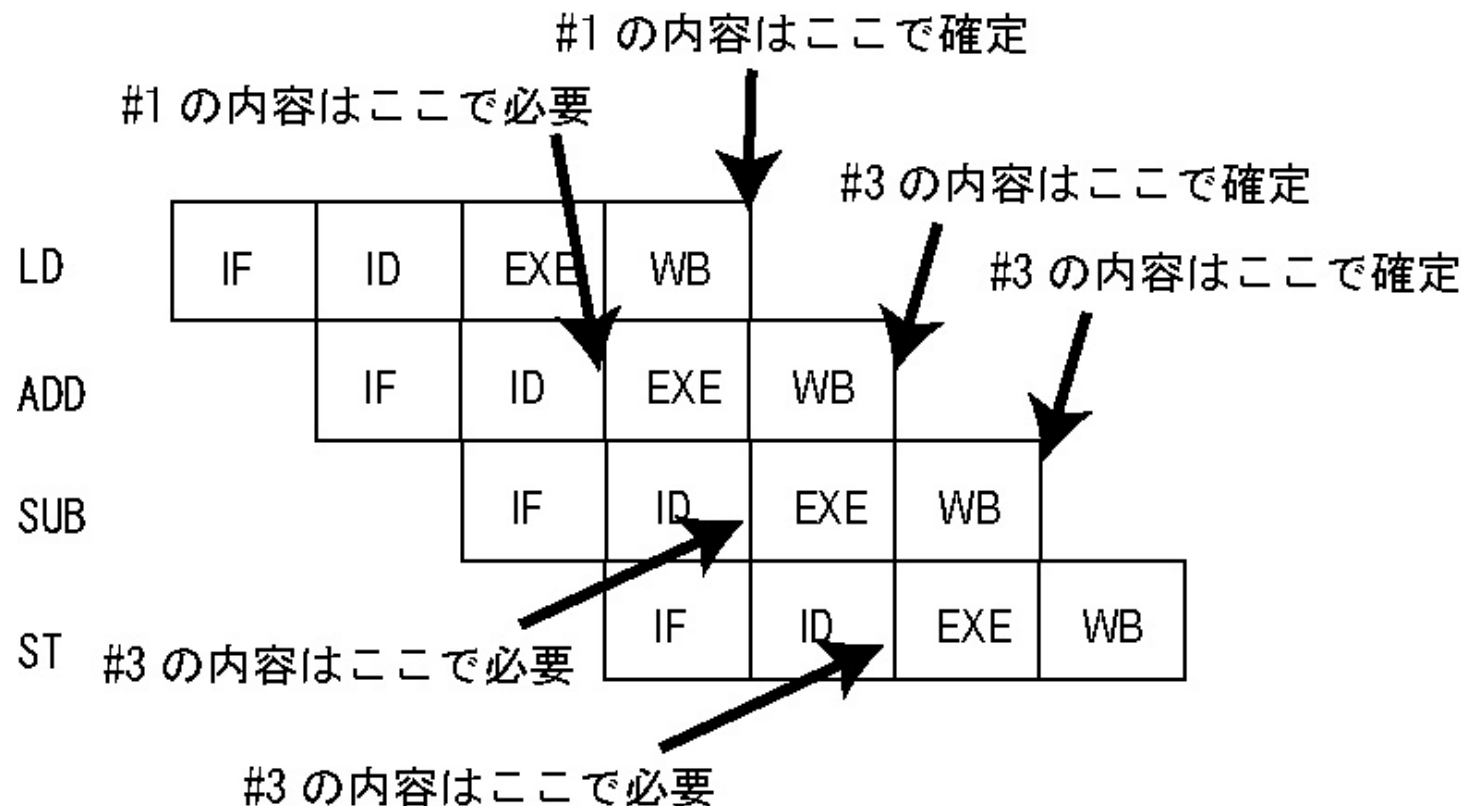 #1 の内容はここで確定
#1 の内容はここで必要
#3 の内容はここで確定
#3 の内容はここで確定
LD IF ID EXE WB
ADD IF ID EXE WB
SUB IF ID EXE WB
ST IF ID EXE WB
#3 の内容はここで必要
#3 の内容はここで必要